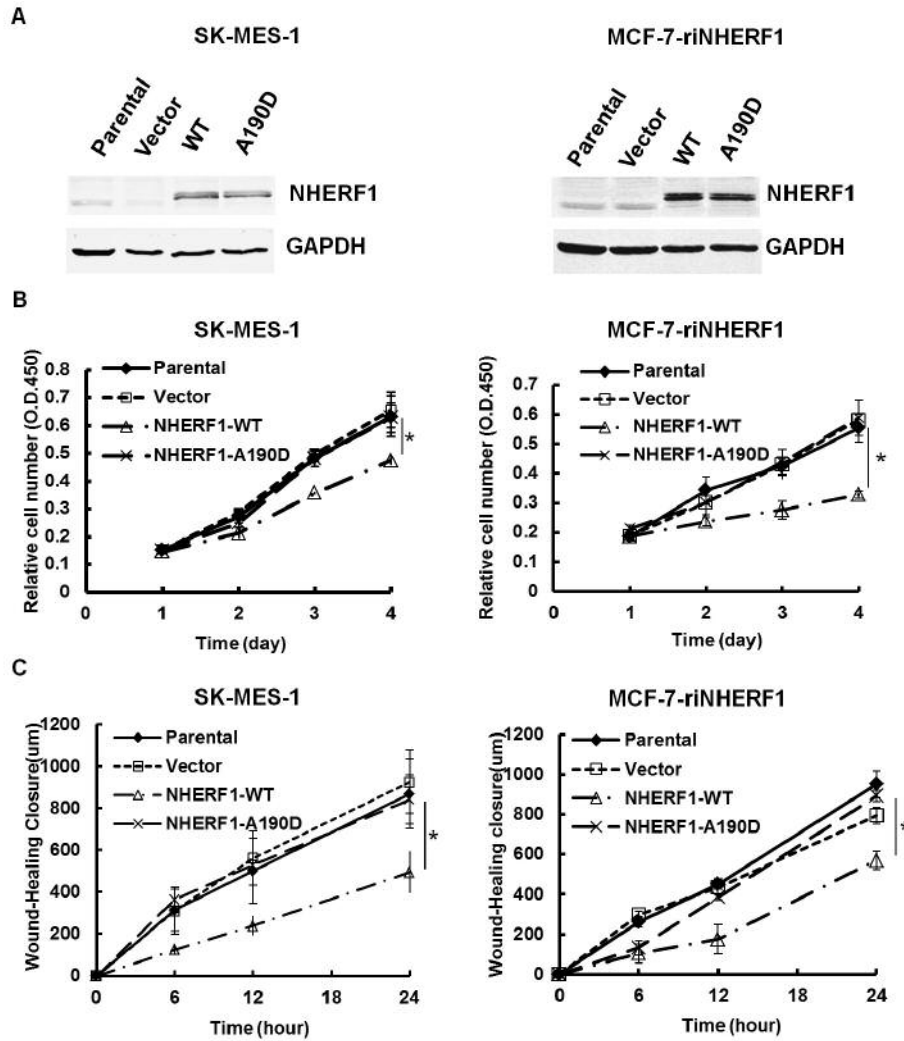 A
SK-MES-1
MCF-7-riNHERF1
Parental
Vector
WT
A190D
Parental
Vector
WT
A190D
NHERF1
NHERF1
GAPDH
GAPDH
B
SK-MES-1
MCF-7-riNHERF1
Relative cell number (O.D.450)
0.8
0.7
0.6
0.5
0.4
0.3
0.2
0.1
0
Parental
Vector
NHERF1-WT
NHERF1-A190D
*
0 1 2 3 4
Time (day)
Relative cell number (O.D.450)
0.7
0.6
0.5
0.4
0.3
0.2
0.1
0
Parental
Vector
NHERF1-WT
NHERF1-A190D
*
0 1 2 3 4
Time (day)
C
SK-MES-1
MCF-7-riNHERF1
Wound-Healing Closure(um)
1200
1000
800
600
400
200
0
Parental
Vector
NHERF1-WT
NHERF1-A190D
*
0 6 12 18 24
Time (hour)
Wound-Healing closure(um)
1200
1000
800
600
400
200
0
Parental
Vector
NHERF1-WT
NHERF1-A190D
*
0 6 12 18 24
Time (hour)